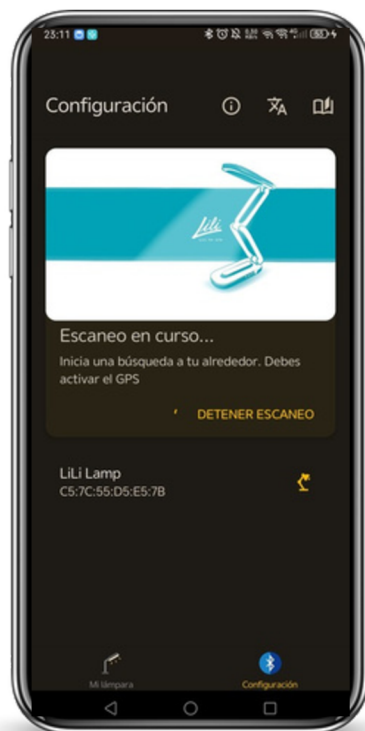 23:11
Configuración
Lili
Escaneo en curso...
Inicia una búsqueda a tu alrededor. Debes
activar el GPS
DETENER ESCANEO
LiLi Lamp
C5:7C:55:D5:E5:7B
Mi lámpara
Configuración